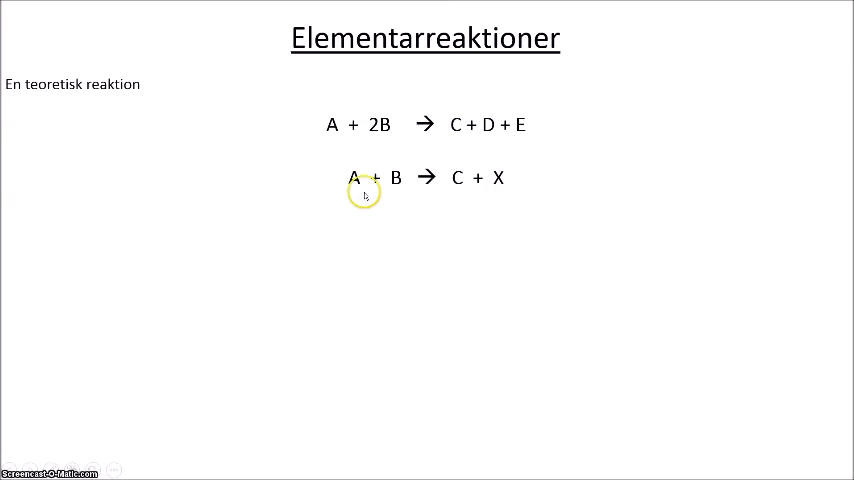 Elementarreaktioner
En teoretisk reaktion
A + 2B → C + D + E
A + B → C + X
Screencast-O-Matic.com